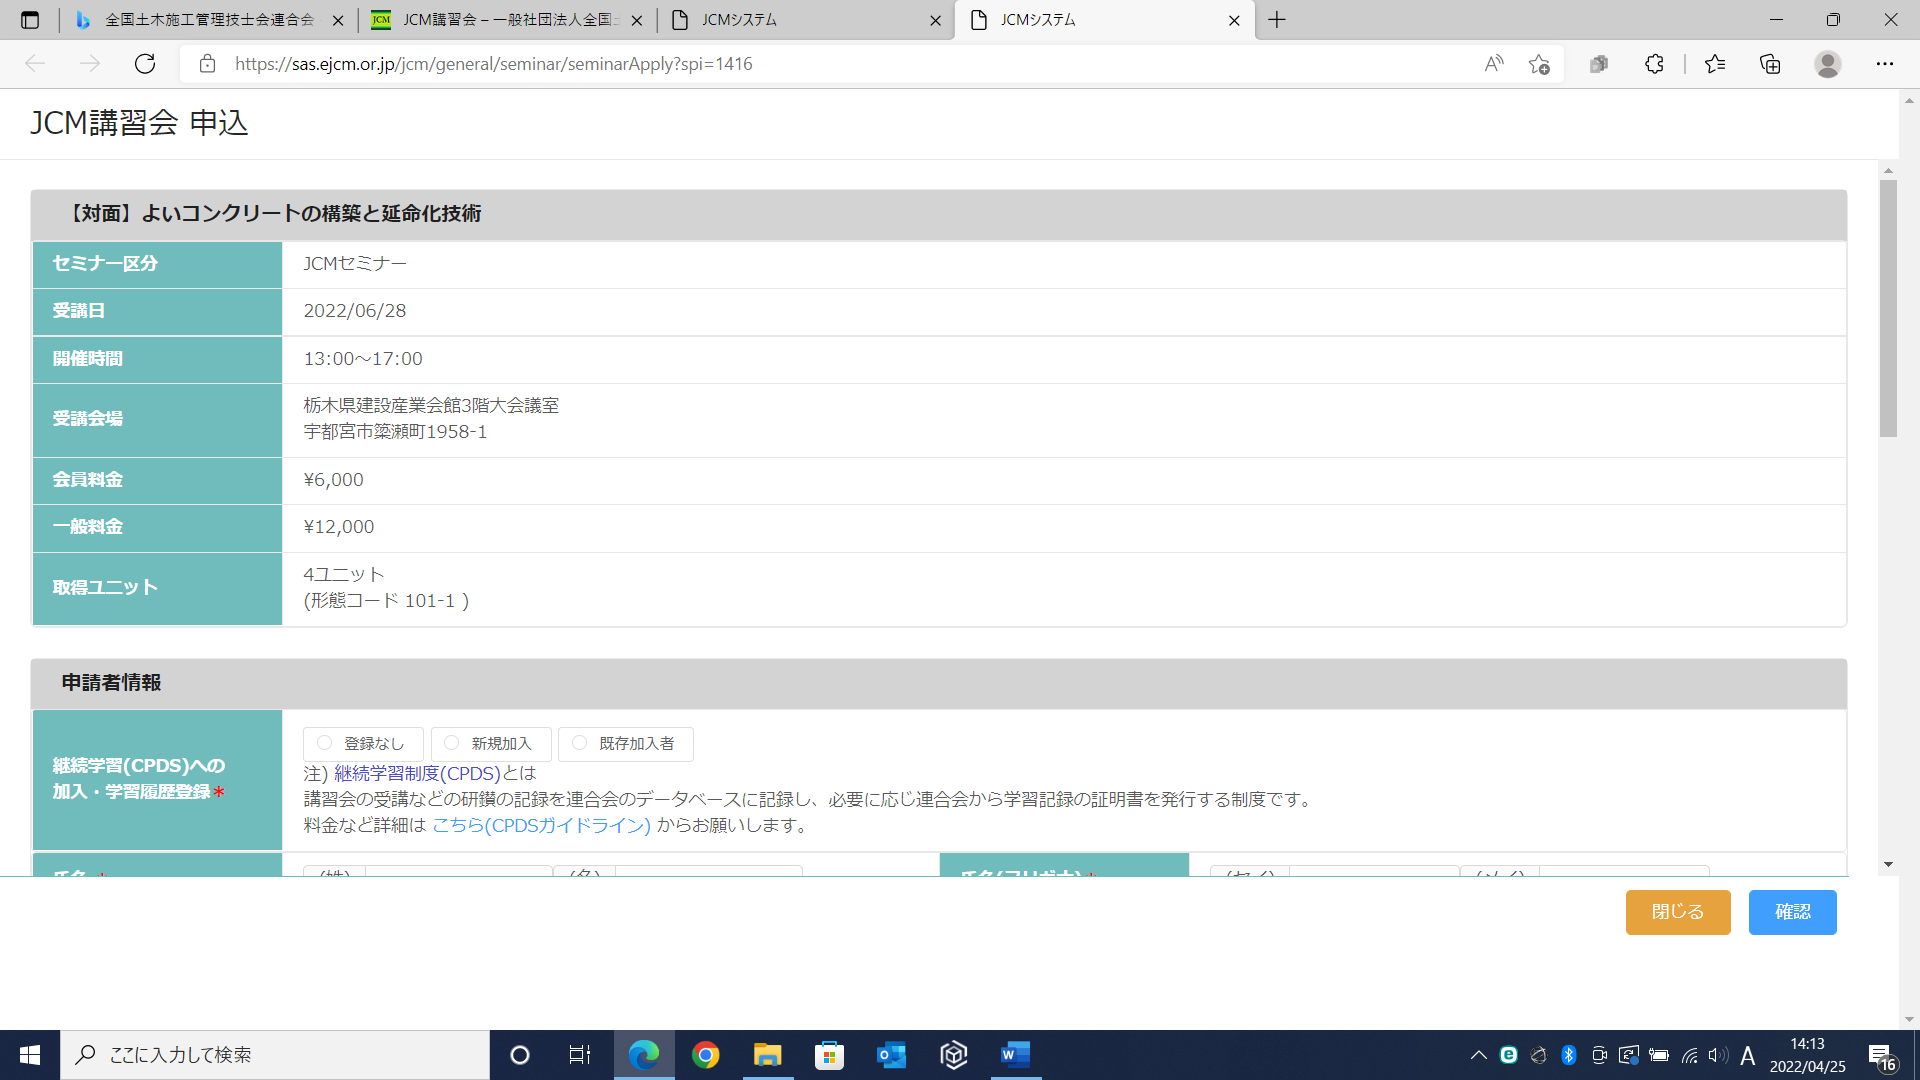 全国土木施工管理技士会連合会
JCM講習会 – 一般社団法人全国
JCMシステム
JCMシステム
https://sas.ejcm.or.jp/jcm/general/seminar/seminarApply?spi=1416
JCM講習会 申込
【対面】よいコンクリートの構築と延命化技術
セミナー区分
JCMセミナー
受講日
2022/06/28
開催時間
13:00～17:00
受講会場
栃木県建設産業会館3階大会議室
宇都宮市簗瀬町1958-1
会員料金
¥6,000
一般料金
¥12,000
取得ユニット
4ユニット
(形態コード 101-1 )
申請者情報
継続学習(CPDS)への
加入・学習履歴登録*
登録なし 新規加入 既存加入者
注) 継続学習制度(CPDS)とは
講習会の受講などの研鑚の記録を連合会のデータベースに記録し、必要に応じ連合会から学習記録の証明書を発行する制度です。
料金など詳細は こちら(CPDSガイドライン) からお願いします。
氏名 *
(姓) (名)
氏名(フリガナ) *
(セイ) (メイ)
閉じる 確認
ここに入力して検索
A
14:13
2022/04/25
16